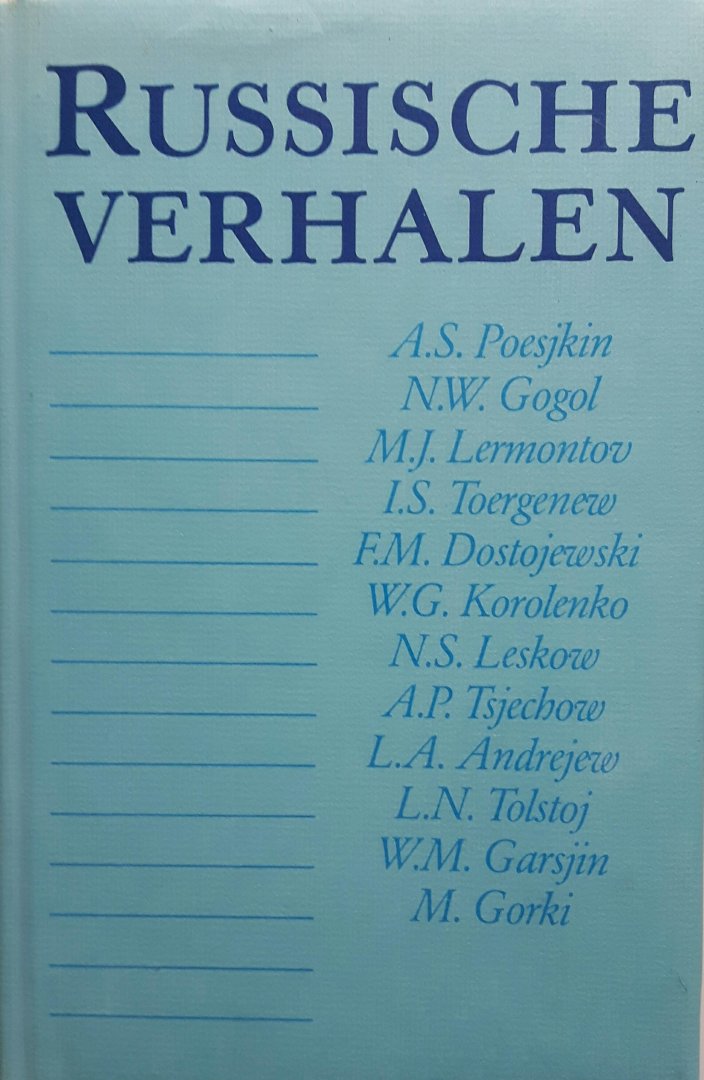 RUSSISCHE
VERHALEN
A.S. Poesjkin
N.W. Gogol
M.J. Lermontov
I.S. Toergenew
F.M. Dostojewski
W.G. Korolenko
N.S. Leskow
A.P. Tsjechow
L.A. Andrejew
L.N. Tolstoj
W.M. Garsjin
M. Gorki